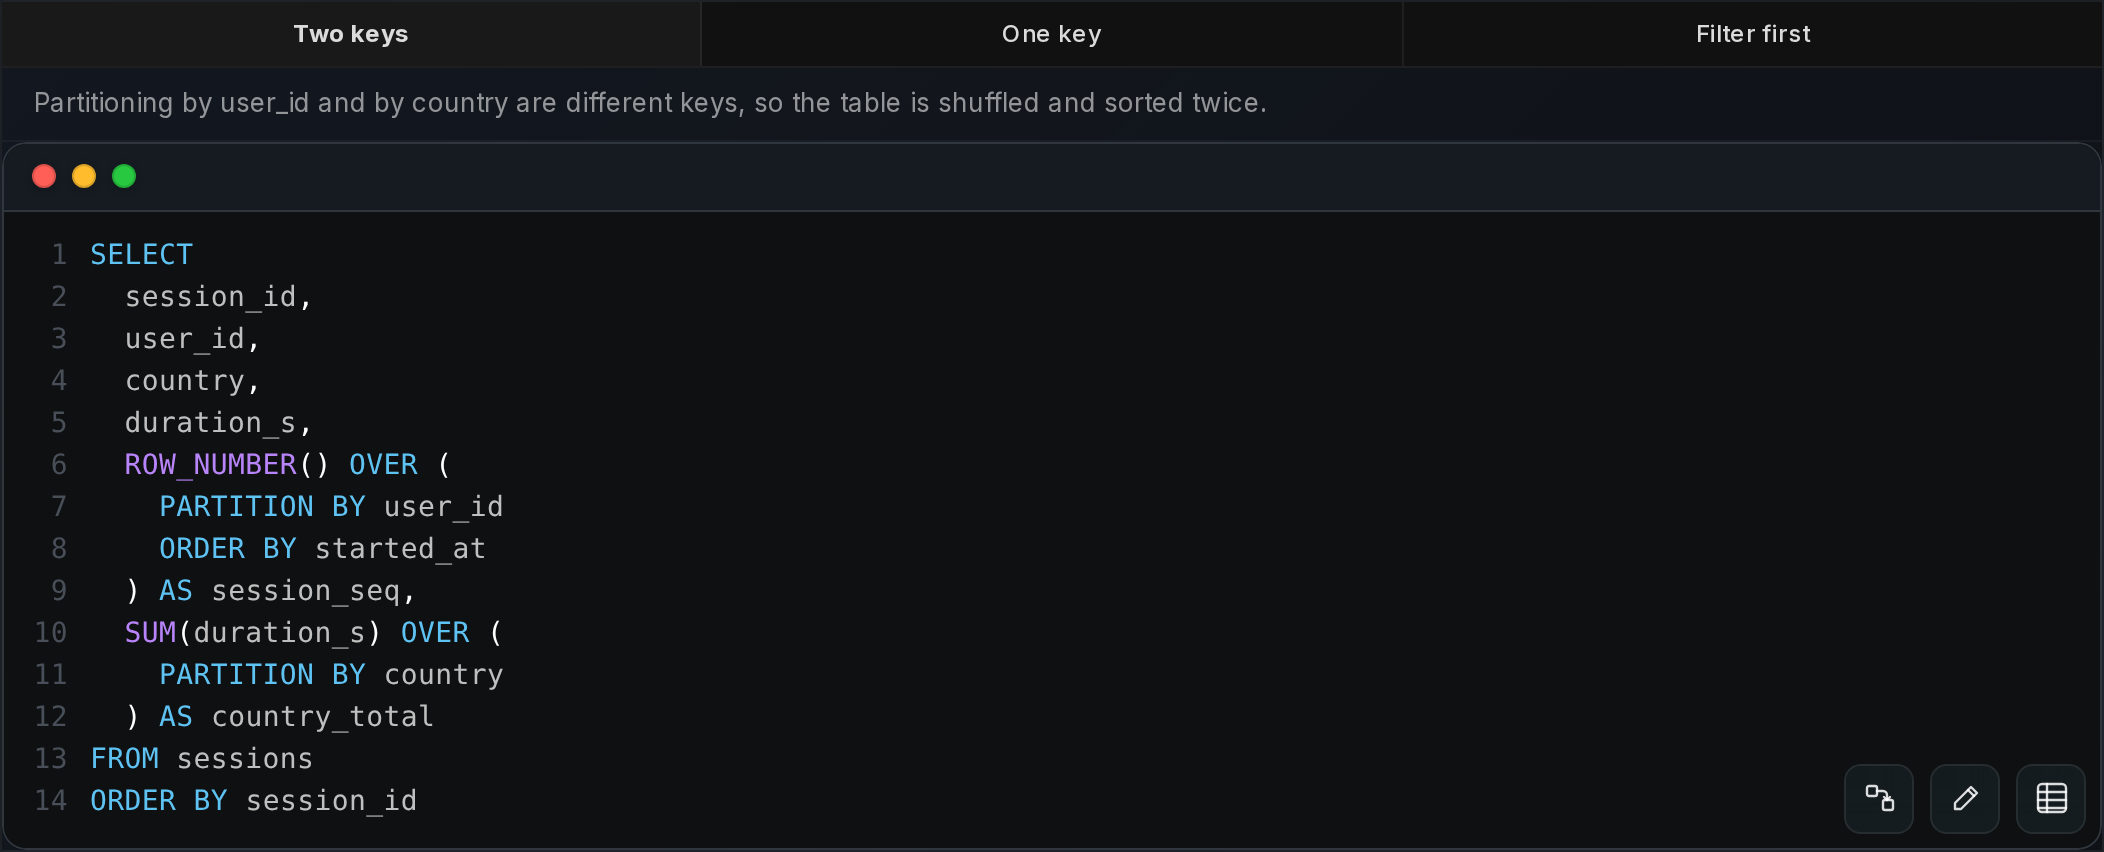 Two keys
One key
Filter first
Partitioning by user_id and by country are different keys, so the table is shuffled and sorted twice.
1 SELECT
2   session_id,
3   user_id,
4   country,
5   duration_s,
6   ROW_NUMBER() OVER (
7     PARTITION BY user_id
8     ORDER BY started_at
9   ) AS session_seq,
10   SUM(duration_s) OVER (
11     PARTITION BY country
12   ) AS country_total
13 FROM sessions
14 ORDER BY session_id